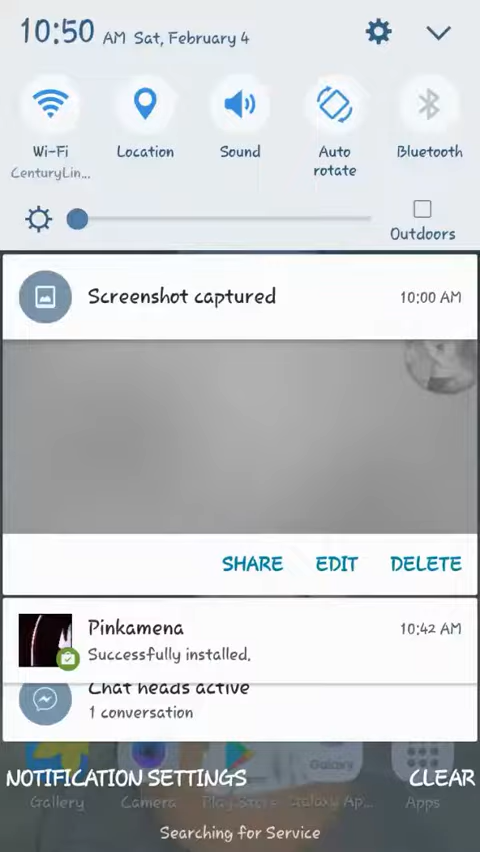 10:50 AM Sat, February 4
Wi-Fi
Location
Sound
Auto
rotate
Bluetooth
CenturyLin...
Outdoors
Screenshot captured
10:00 AM
SHARE EDIT DELETE
Pinkamena
10:42 AM
Successfully installed.
Chat heads active
1 conversation
NOTIFICATION SETTINGS
CLEAR
Gallery
Camera
Play Store
Galaxy Ap...
Apps
Galaxy
Searching for Service